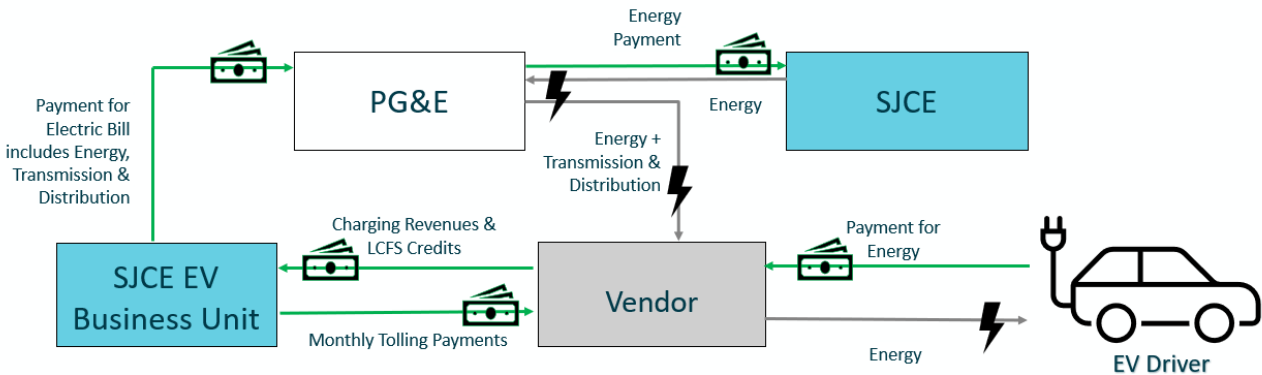 Energy
Payment
Payment for
Electric Bill
includes Energy,
Transmission &
Distribution
PG&E
Energy
SJCE
Energy +
Transmission &
Distribution
Charging Revenues &
LCFS Credits
Payment for
Energy
SJCE EV
Business Unit
Vendor
Monthly Tolling Payments
Energy
EV Driver